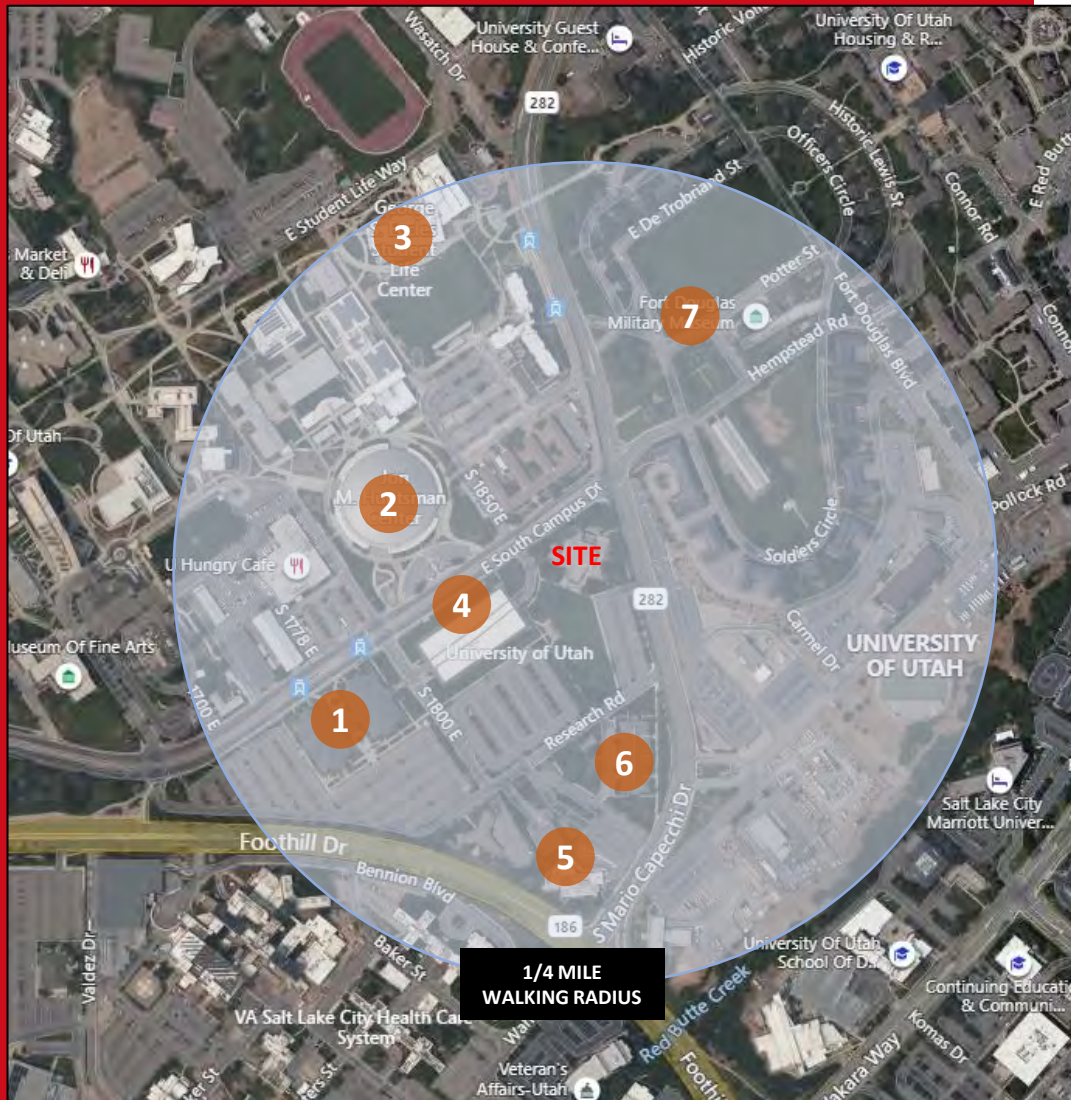 University Guest
House & Confe...
Wasatch Dr
University Of Utah
Housing & R...
282
Historic Lewis St
Officers Circle
Connor Rd
E De Trobriand St
E Student Life Way
3
Life
Center
Market
& Deli
Potter St
7
Military Museum
Fort Douglas Blvd
Hempstead Rd
Of Utah
2
S 1850 E
E South Campus Dr
Pollock Rd
Soldiers Circle
SITE
U Hungry Cafe
4
282
S 1778 E
University of Utah
Carmel Dr
UNIVERSITY
OF UTAH
Museum Of Fine Arts
1700 E
1
S 1800 E
Research Rd
6
Salt Lake City
Marriott Univer...
Foothill Dr
5
Bennion Blvd
S Mario Capecchi Dr
186
Valdez Dr
Baker St
University Of Utah
School Of D...
1/4 MILE
WALKING RADIUS
Continuing Educatio
& Communi...
Red Butte Creek
VA Salt Lake City Health Care
System
Komas Dr
Wakara Way
Veteran's
Affairs-Utah
Foothi